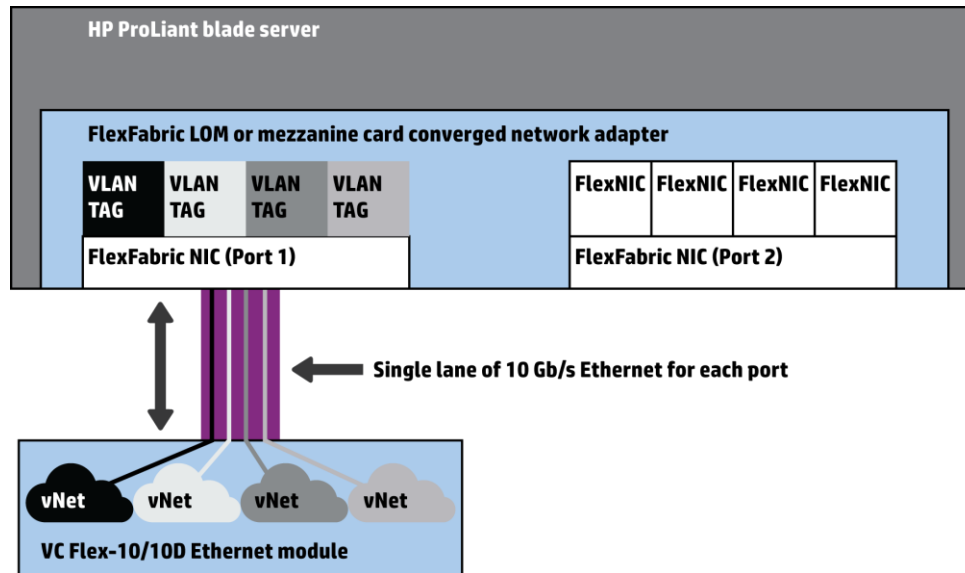 HP ProLiant blade server
FlexFabric LOM or mezzanine card converged network adapter
VLAN TAG
VLAN TAG
VLAN TAG
VLAN TAG
FlexFabric NIC (Port 1)
FlexNIC
FlexNIC
FlexNIC
FlexNIC
FlexFabric NIC (Port 2)
Single lane of 10 Gb/s Ethernet for each port
vNet
vNet
vNet
vNet
VC Flex-10/10D Ethernet module